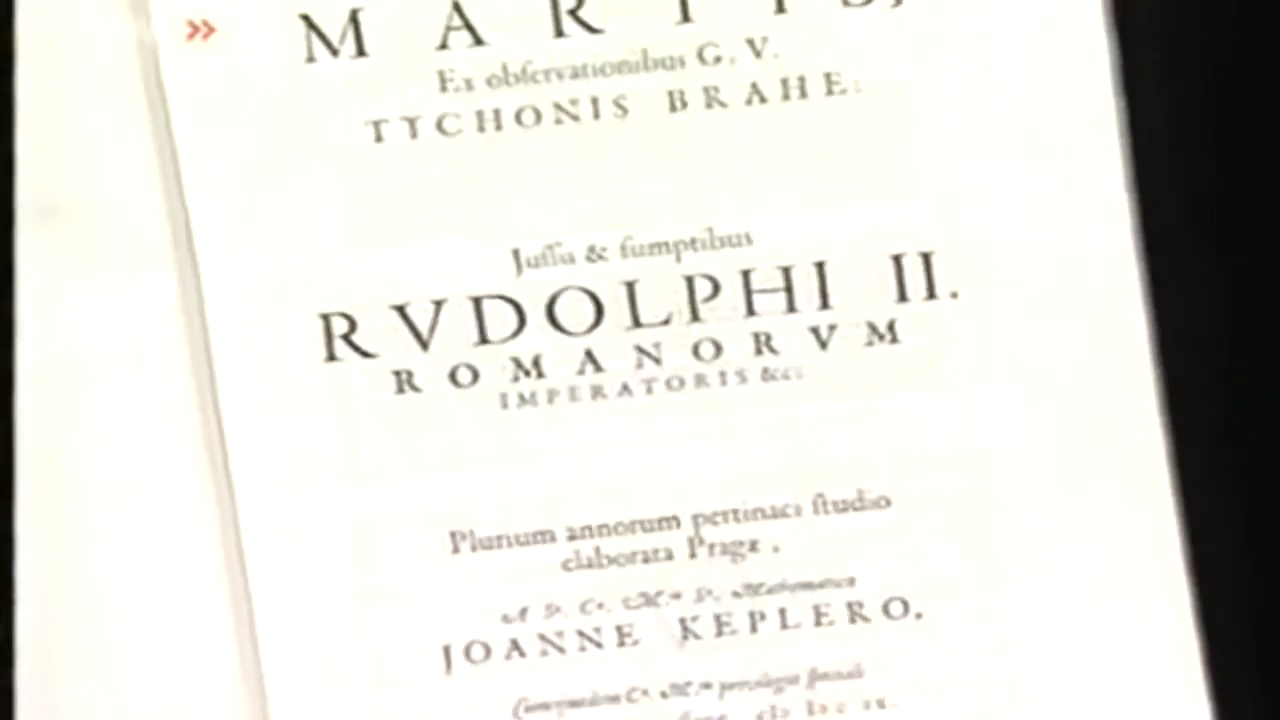 MARTIS,
Ex obſervationibus G. V.
TYCHONIS BRAHE:
Juſſu & ſumptibus
RVDOLPHI II.
ROMANORVM
IMPERATORIS &c:
Plurium annorum pertinaci ſtudio
elaborata Pragæ.
JOANNE KEPLERO.